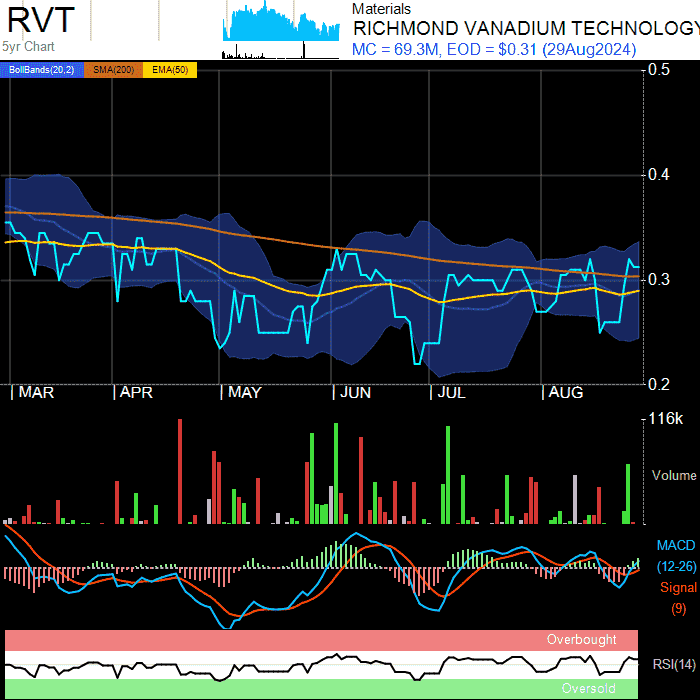 RVT
5yr Chart
Materials
RICHMOND VANADIUM TECHNOLOGY
MC = 69.3M, EOD = $0.31 (29Aug2024)
BollBands(20,2) SMA(200) EMA(50)
0.5
0.4
0.3
0.2
MAR APR MAY JUN JUL AUG
116k
Volume
MACD
(12-26)
Signal
(9)
Overbought
RSI(14)
Oversold